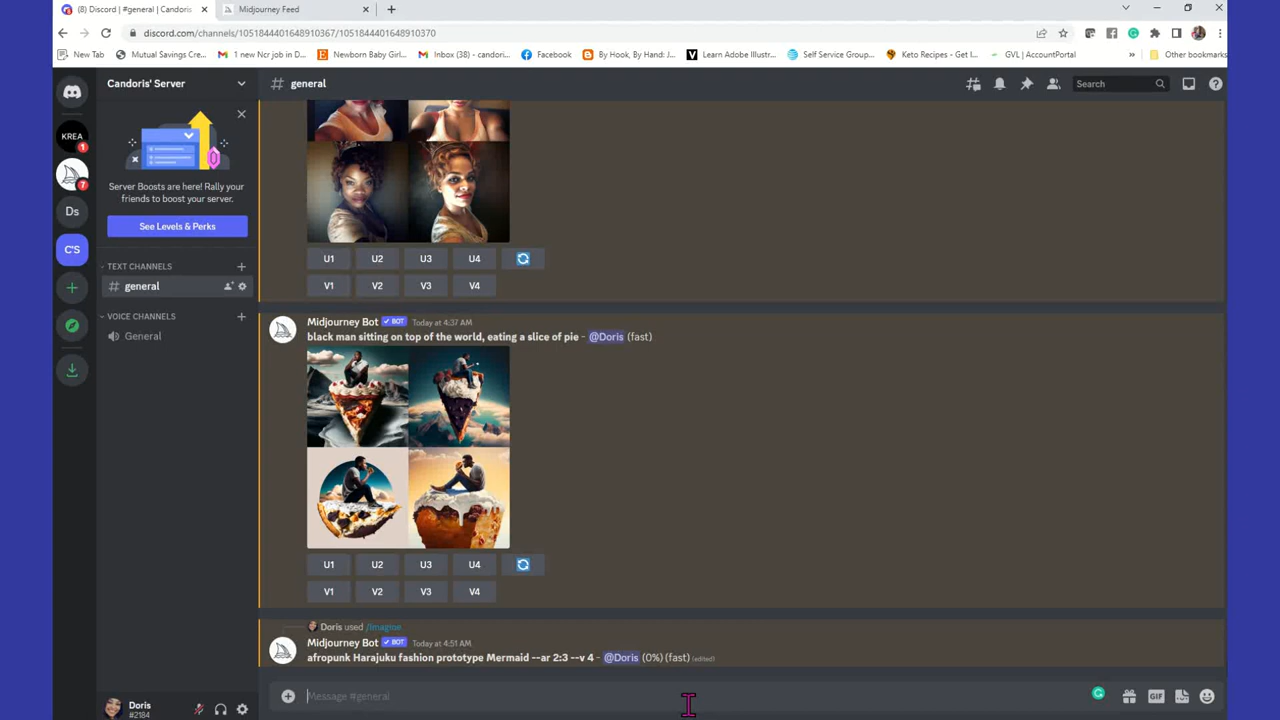 (8) Discord | #general | Candoris
Midjourney Feed
discord.com/channels/1051844401648910367/1051844401648910370
New Tab
Mutual Savings Cre...
1 new Ncr job in D...
Newborn Baby Girl...
Inbox (38) - candori...
Facebook
By Hook, By Hand: J...
Learn Adobe Illustr...
Self Service Group...
Keto Recipes - Get I...
GVL | AccountPortal
»
Other bookmarks
Candoris' Server
# general
Search
KREA
1
7
Ds
C'S
Server Boosts are here! Rally your
friends to boost your server.
See Levels & Perks
TEXT CHANNELS
# general
VOICE CHANNELS
General
U1 U2 U3 U4
V1 V2 V3 V4
Midjourney Bot ✓ BOT Today at 4:37 AM
black man sitting on top of the world, eating a slice of pie - @Doris (fast)
U1 U2 U3 U4
V1 V2 V3 V4
Doris used /imagine
Midjourney Bot ✓ BOT Today at 4:51 AM
afropunk Harajuku fashion prototype Mermaid --ar 2:3 --v 4 - @Doris (0%) (fast) (edited)
Message #general
GIF
Doris
#2184